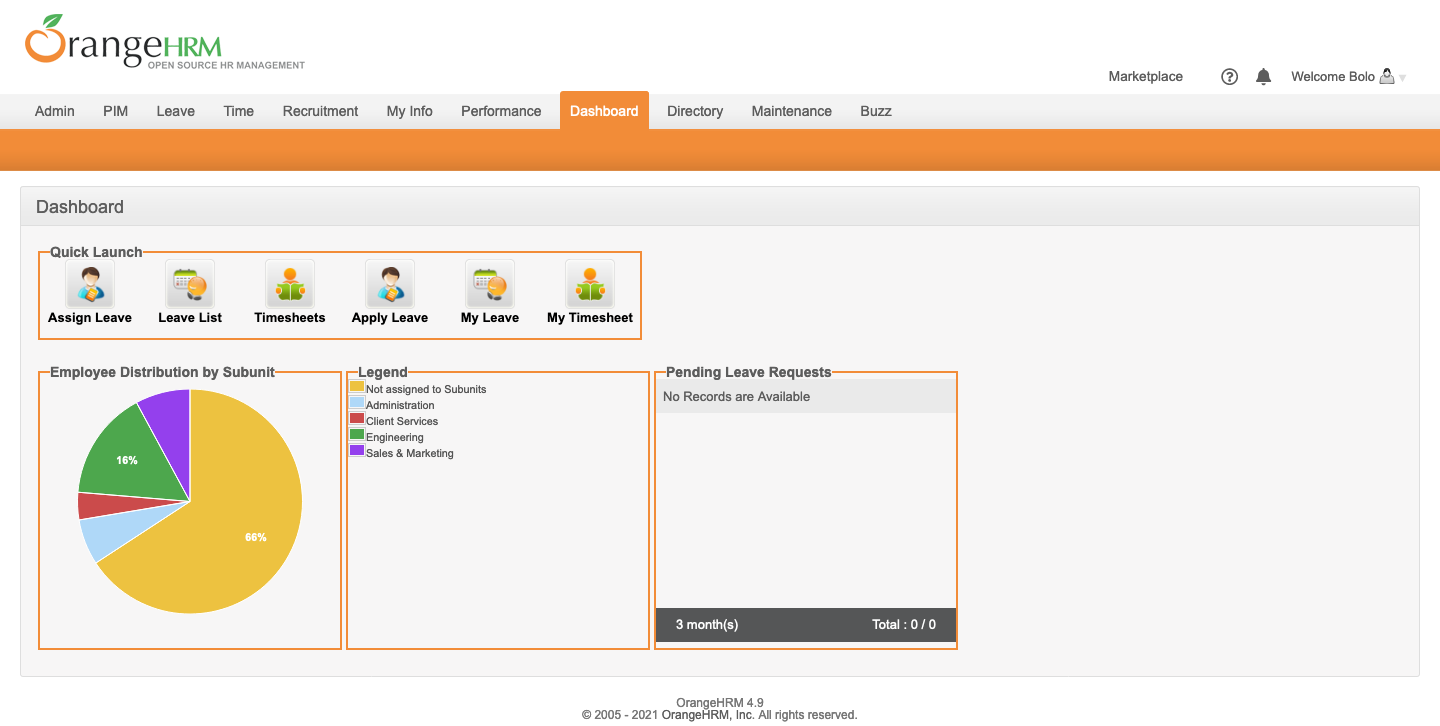 OrangeHRM
OPEN SOURCE HR MANAGEMENT
Marketplace Welcome Bolo
Admin PIM Leave Time Recruitment My Info Performance Dashboard Directory Maintenance Buzz
Dashboard
Quick Launch
Assign Leave Leave List Timesheets Apply Leave My Leave My Timesheet
Employee Distribution by Subunit
16%
66%
Legend
Not assigned to Subunits
Administration
Client Services
Engineering
Sales & Marketing
Pending Leave Requests
No Records are Available
3 month(s) Total : 0 / 0
OrangeHRM 4.9
© 2005 - 2021 OrangeHRM, Inc. All rights reserved.